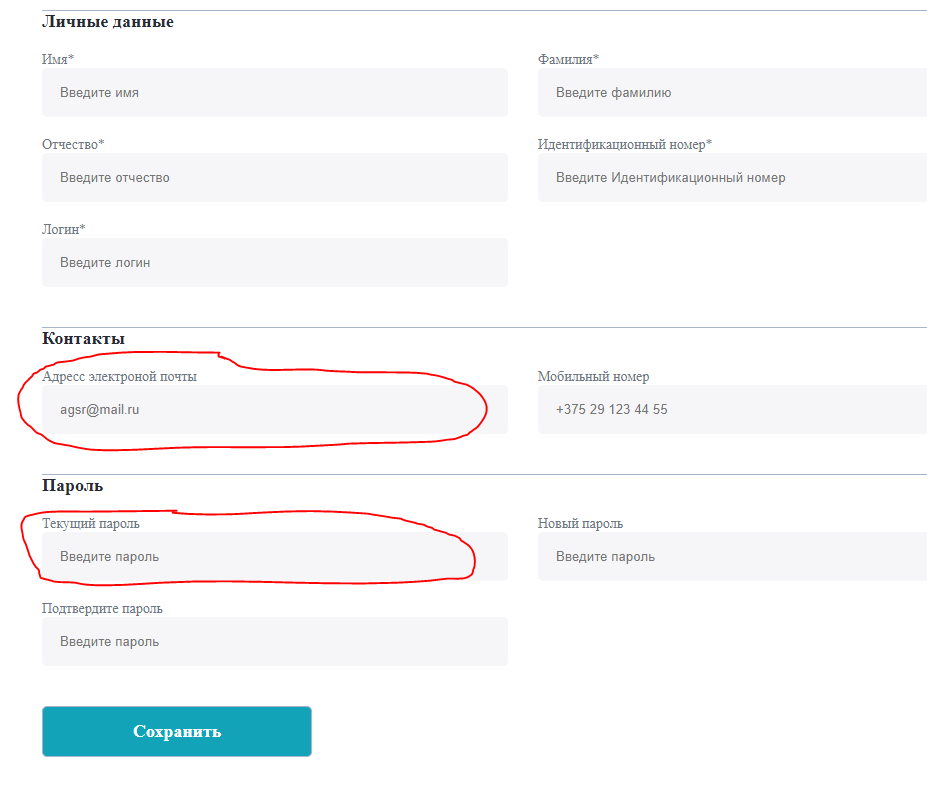 Личные данные
Имя* Фамилия*
Введите имя Введите фамилию
Отчество* Идентификационный номер*
Введите отчество Введите Идентификационный номер
Логин*
Введите логин
Контакты
Адресс электроной почты Мобильный номер
agsr@mail.ru +375 29 123 44 55
Пароль
Текущий пароль Новый пароль
Введите пароль Введите пароль
Подтвердите пароль
Введите пароль
Сохранить